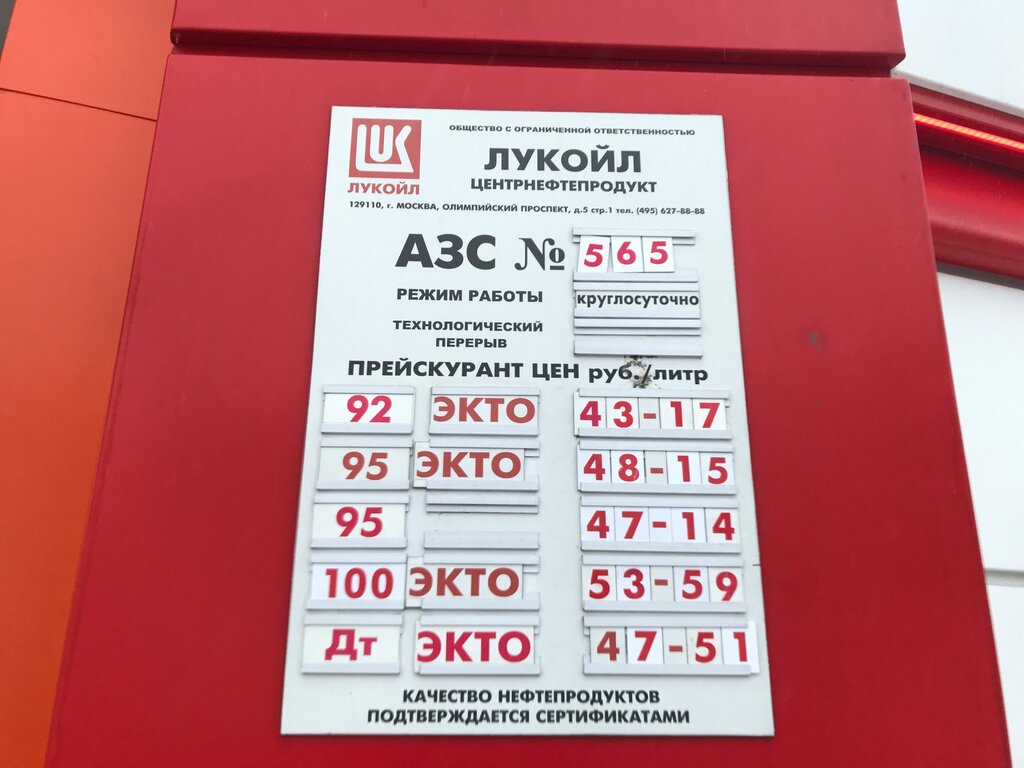 LUK
ЛУКОЙЛ
ОБЩЕСТВО С ОГРАНИЧЕННОЙ ОТВЕТСТВЕННОСТЬЮ
ЛУКОЙЛ
ЦЕНТРНЕФТЕПРОДУКТ
129110, г. МОСКВА, ОЛИМПИЙСКИЙ ПРОСПЕКТ, д.5 стр.1 тел. (495) 627-88-88
АЗС № 565
РЕЖИМ РАБОТЫ круглосуточно
ТЕХНОЛОГИЧЕСКИЙ
ПЕРЕРЫВ
ПРЕЙСКУРАНТ ЦЕН руб./литр
92 ЭКТО 43-17
95 ЭКТО 48-15
95 47-14
100 ЭКТО 53-59
Дт ЭКТО 47-51
КАЧЕСТВО НЕФТЕПРОДУКТОВ
ПОДТВЕРЖДАЕТСЯ СЕРТИФИКАТАМИ